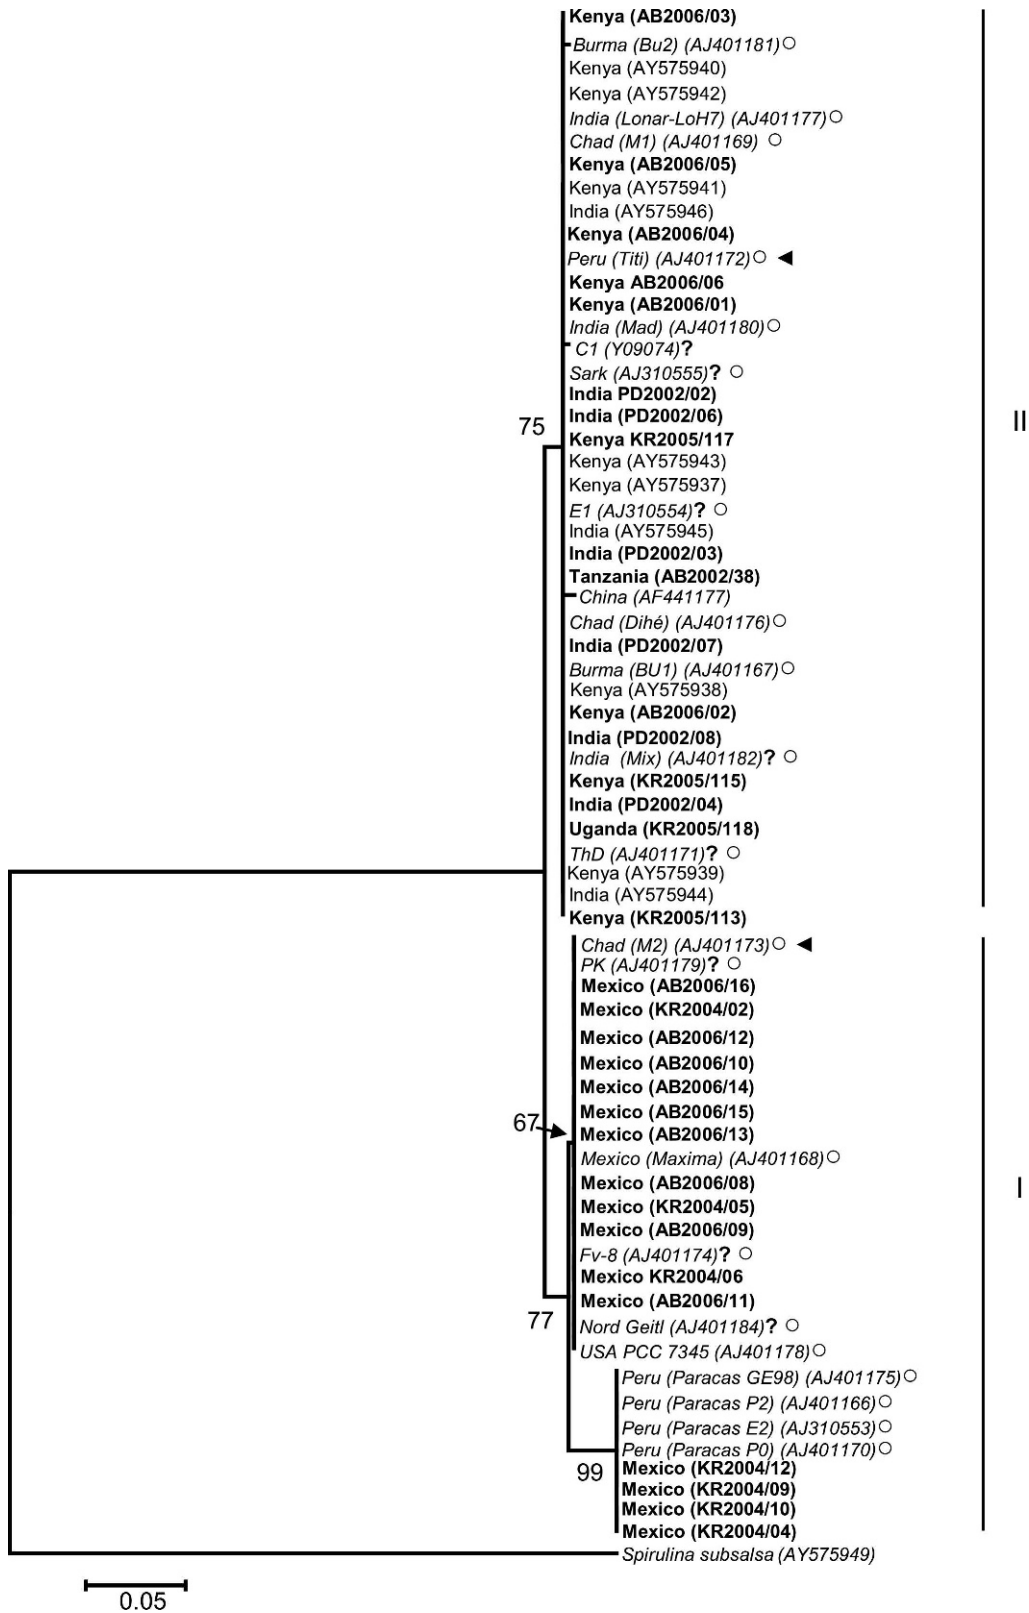 Kenya (AB2006/03)
Burma (Bu2) (AJ401181)○
Kenya (AY575940)
Kenya (AY575942)
India (Lonar-LoH7) (AJ401177)○
Chad (M1) (AJ401169) ○
Kenya (AB2006/05)
Kenya (AY575941)
India (AY575946)
Kenya (AB2006/04)
Peru (Titi) (AJ401172)○ ◄
Kenya AB2006/06
Kenya (AB2006/01)
India (Mad) (AJ401180)○
C1 (Y09074)?
Sark (AJ310555)? ○
India PD2002/02)
India (PD2002/06)
II
75
Kenya KR2005/117
Kenya (AY575943)
Kenya (AY575937)
E1 (AJ310554)? ○
India (AY575945)
India (PD2002/03)
Tanzania (AB2002/38)
China (AF441177)
Chad (Dihé) (AJ401176)○
India (PD2002/07)
Burma (BU1) (AJ401167)○
Kenya (AY575938)
Kenya (AB2006/02)
India (PD2002/08)
India (Mix) (AJ401182)? ○
Kenya (KR2005/115)
India (PD2002/04)
Uganda (KR2005/118)
ThD (AJ401171)? ○
Kenya (AY575939)
India (AY575944)
Kenya (KR2005/113)
Chad (M2) (AJ401173)○ ◄
PK (AJ401179)? ○
Mexico (AB2006/16)
Mexico (KR2004/02)
Mexico (AB2006/12)
Mexico (AB2006/10)
Mexico (AB2006/14)
Mexico (AB2006/15)
67
Mexico (AB2006/13)
Mexico (Maxima) (AJ401168)○
Mexico (AB2006/08)
I
Mexico (KR2004/05)
Mexico (AB2006/09)
Fv-8 (AJ401174)? ○
Mexico KR2004/06
Mexico (AB2006/11)
77
Nord Geitl (AJ401184)? ○
USA PCC 7345 (AJ401178)○
Peru (Paracas GE98) (AJ401175)○
Peru (Paracas P2) (AJ401166)○
Peru (Paracas E2) (AJ310553)○
Peru (Paracas P0) (AJ401170)○
99
Mexico (KR2004/12)
Mexico (KR2004/09)
Mexico (KR2004/10)
Mexico (KR2004/04)
Spirulina subsalsa (AY575949)
0.05